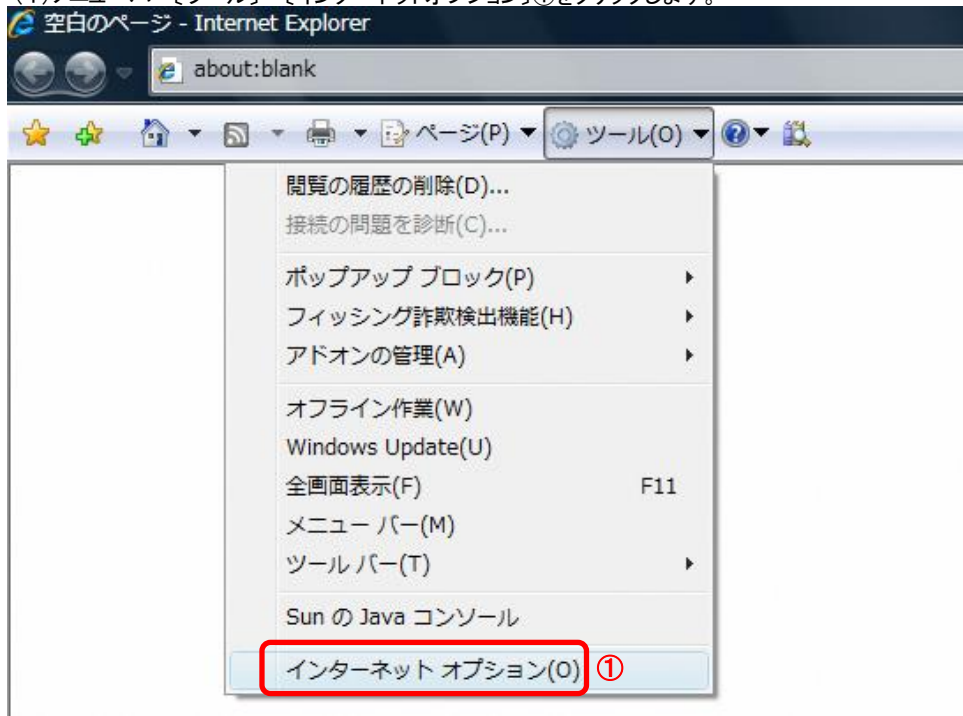 空白のページ - Internet Explorer
about:blank
ページ(P) ツール(O)
閲覧の履歴の削除(D)...
接続の問題を診断(C)...
ポップアップ ブロック(P)
フィッシング詐欺検出機能(H)
アドオンの管理(A)
オフライン作業(W)
Windows Update(U)
全画面表示(F) F11
メニュー バー(M)
ツール バー(T)
Sun の Java コンソール
インターネット オプション(O) ①